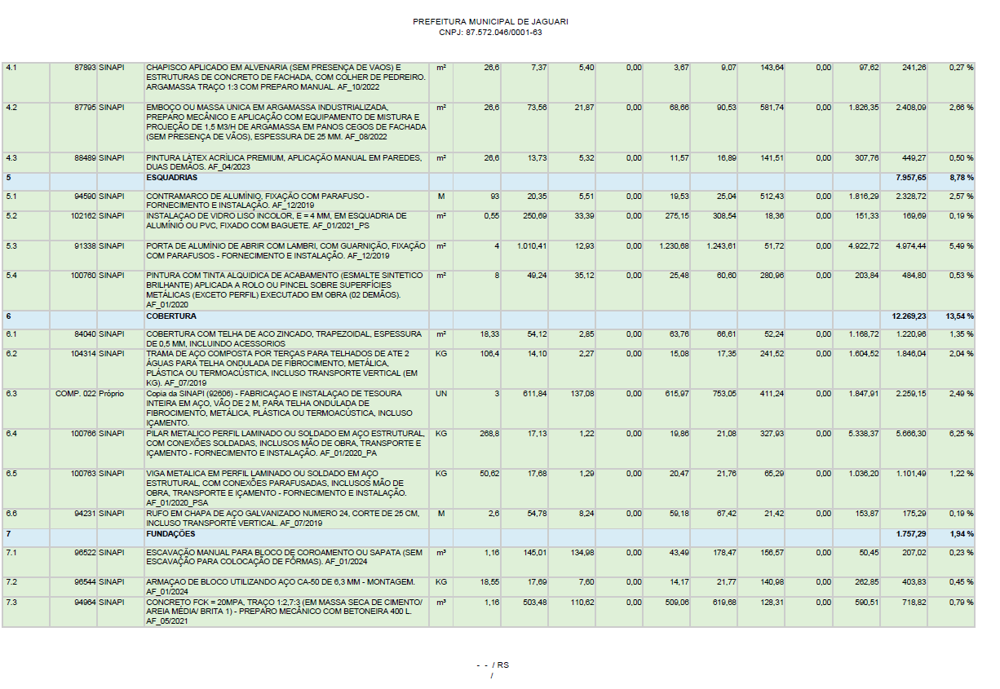 PREFEITURA MUNICIPAL DE JAGUARI
CNPJ: 87.572.046/0001-63
4.1 87893 SINAPI CHAPISCO APLICADO EM ALVENARIA (SEM PRESENÇA DE VAOS) E m² 26,6 7,37 5,40 0,00 3,67 9,07 143,64 0,00 97,62 241,26 0,27 %
ESTRUTURAS DE CONCRETO DE FACHADA, COM COLHER DE PEDREIRO.
ARGAMASSA TRAÇO 1:3 COM PREPARO MANUAL. AF_10/2022
4.2 87795 SINAPI EMBOÇO OU MASSA UNICA EM ARGAMASSA INDUSTRIALIZADA, m² 26,6 73,56 21,87 0,00 68,66 90,53 581,74 0,00 1.826,35 2.408,09 2,66 %
PREPARO MECÂNICO E APLICAÇÃO COM EQUIPAMENTO DE MISTURA E
PROJEÇÃO DE 1,5 M3/H DE ARGAMASSA EM PANOS CEGOS DE FACHADA
(SEM PRESENÇA DE VÃOS), ESPESSURA DE 25 MM. AF_08/2022
4.3 88489 SINAPI PINTURA LÁTEX ACRÍLICA PREMIUM, APLICAÇÃO MANUAL EM PAREDES, m² 26,6 13,73 5,32 0,00 11,57 16,89 141,51 0,00 307,76 449,27 0,50 %
DUAS DEMÃOS. AF_04/2023
5 ESQUADRIAS 7.957,65 8,78 %
5.1 94590 SINAPI CONTRAMARCO DE ALUMÍNIO, FIXAÇÃO COM PARAFUSO - M 93 20,35 5,51 0,00 19,53 25,04 512,43 0,00 1.816,29 2.328,72 2,57 %
FORNECIMENTO E INSTALAÇÃO. AF_12/2019
5.2 102162 SINAPI INSTALAÇAO DE VIDRO LISO INCOLOR, E = 4 MM, EM ESQUADRIA DE m² 0,55 250,69 33,39 0,00 275,15 308,54 18,36 0,00 151,33 169,69 0,19 %
ALUMÍNIO OU PVC, FIXADO COM BAGUETE. AF_01/2021_PS
5.3 91338 SINAPI PORTA DE ALUMÍNIO DE ABRIR COM LAMBRI, COM GUARNIÇÃO, FIXAÇÃO m² 4 1.010,41 12,93 0,00 1.230,68 1.243,61 51,72 0,00 4.922,72 4.974,44 5,49 %
COM PARAFUSOS - FORNECIMENTO E INSTALAÇÃO. AF_12/2019
5.4 100760 SINAPI PINTURA COM TINTA ALQUIDICA DE ACABAMENTO (ESMALTE SINTETICO m² 8 49,24 35,12 0,00 25,48 60,60 280,96 0,00 203,84 484,80 0,53 %
BRILHANTE) APLICADA A ROLO OU PINCEL SOBRE SUPERFÍCIES
METÁLICAS (EXCETO PERFIL) EXECUTADO EM OBRA (02 DEMÃOS).
AF_01/2020
6 COBERTURA 12.269,23 13,54 %
6.1 84040 SINAPI COBERTURA COM TELHA DE ACO ZINCADO, TRAPEZOIDAL, ESPESSURA m² 18,33 54,12 2,85 0,00 63,76 66,61 52,24 0,00 1.168,72 1.220,96 1,35 %
DE 0,5 MM, INCLUINDO ACESSORIOS
6.2 104314 SINAPI TRAMA DE AÇO COMPOSTA POR TERÇAS PARA TELHADOS DE ATE 2 KG 106,4 14,10 2,27 0,00 15,08 17,35 241,52 0,00 1.604,52 1.846,04 2,04 %
ÁGUAS PARA TELHA ONDULADA DE FIBROCIMENTO, METÁLICA,
PLÁSTICA OU TERMOACÚSTICA, INCLUSO TRANSPORTE VERTICAL (EM
KG). AF_07/2019
6.3 COMP. 022 Próprio Copia da SINAPI (92606) - FABRICAÇAO E INSTALAÇAO DE TESOURA UN 3 611,84 137,08 0,00 615,97 753,05 411,24 0,00 1.847,91 2.259,15 2,49 %
INTEIRA EM AÇO, VÃO DE 2 M, PARA TELHA ONDULADA DE
FIBROCIMENTO, METÁLICA, PLÁSTICA OU TERMOACÚSTICA, INCLUSO
IÇAMENTO.
6.4 100766 SINAPI PILAR METALICO PERFIL LAMINADO OU SOLDADO EM AÇO ESTRUTURAL, KG 268,8 17,13 1,22 0,00 19,86 21,08 327,93 0,00 5.338,37 5.666,30 6,25 %
COM CONEXÕES SOLDADAS, INCLUSOS MÃO DE OBRA, TRANSPORTE E
IÇAMENTO - FORNECIMENTO E INSTALAÇÃO. AF_01/2020_PA
6.5 100763 SINAPI VIGA METALICA EM PERFIL LAMINADO OU SOLDADO EM AÇO KG 50,62 17,68 1,29 0,00 20,47 21,76 65,29 0,00 1.036,20 1.101,49 1,22 %
ESTRUTURAL, COM CONEXÕES PARAFUSADAS, INCLUSOS MÃO DE
OBRA, TRANSPORTE E IÇAMENTO - FORNECIMENTO E INSTALAÇÃO.
AF_01/2020_PSA
6.6 94231 SINAPI RUFO EM CHAPA DE AÇO GALVANIZADO NUMERO 24, CORTE DE 25 CM, M 2,6 54,78 8,24 0,00 59,18 67,42 21,42 0,00 153,87 175,29 0,19 %
INCLUSO TRANSPORTE VERTICAL. AF_07/2019
7 FUNDAÇÕES 1.757,29 1,94 %
7.1 96522 SINAPI ESCAVAÇÃO MANUAL PARA BLOCO DE COROAMENTO OU SAPATA (SEM m³ 1,16 145,01 134,98 0,00 43,49 178,47 156,57 0,00 50,45 207,02 0,23 %
ESCAVAÇÃO PARA COLOCAÇÃO DE FÔRMAS). AF_01/2024
7.2 96544 SINAPI ARMAÇAO DE BLOCO UTILIZANDO AÇO CA-50 DE 6,3 MM - MONTAGEM. KG 18,55 17,69 7,60 0,00 14,17 21,77 140,98 0,00 262,85 403,83 0,45 %
AF_01/2024
7.3 94964 SINAPI CONCRETO FCK = 20MPA, TRAÇO 1:2,7:3 (EM MASSA SECA DE CIMENTO/ m³ 1,16 503,48 110,62 0,00 509,06 619,68 128,31 0,00 590,51 718,82 0,79 %
AREIA MÉDIA/ BRITA 1) - PREPARO MECÂNICO COM BETONEIRA 400 L.
AF_05/2021
- - / RS
/